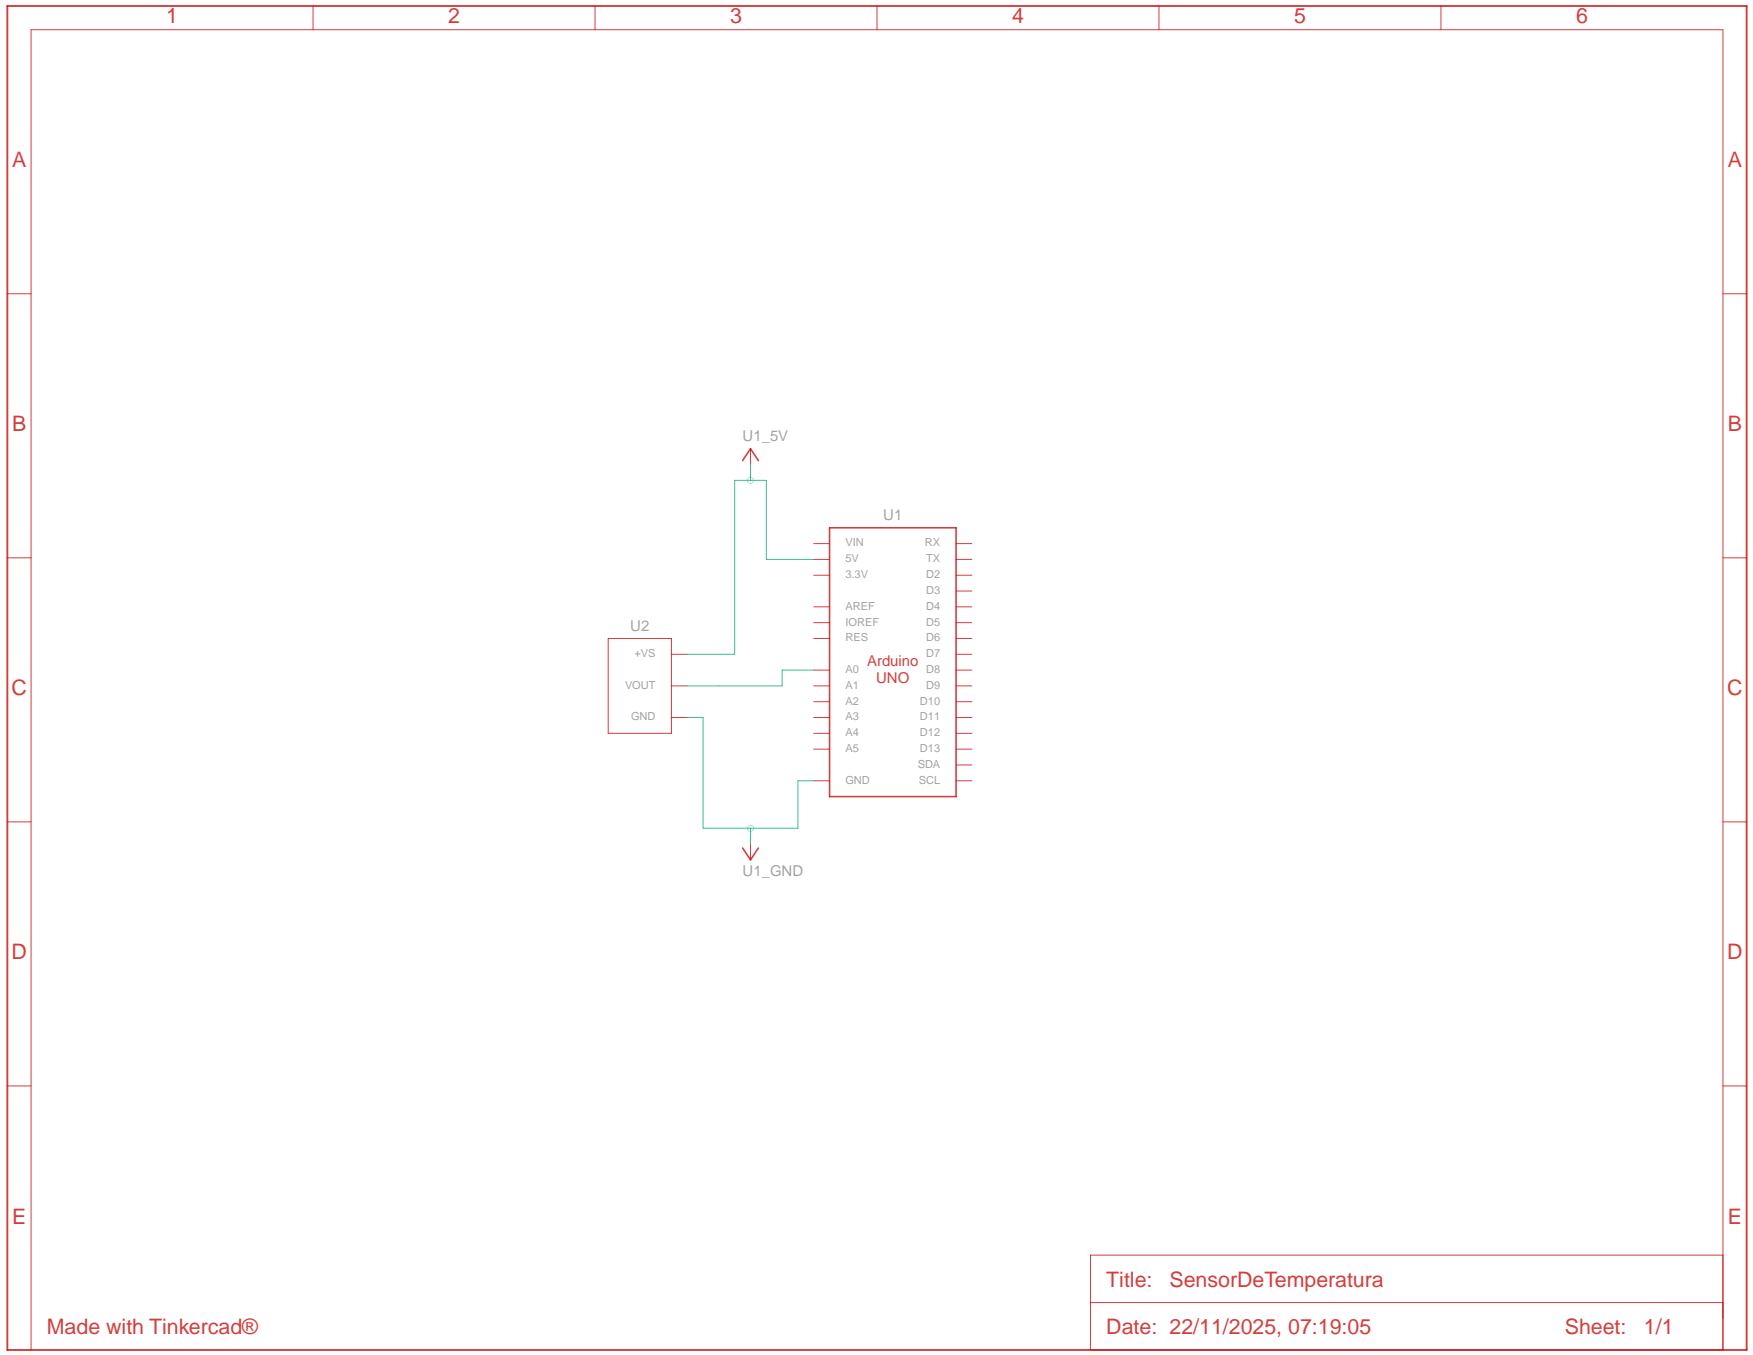 1 2 3 4 5 6
A A
B B
U1_5V
U1
VIN RX
5V TX
3.3V D2
D3
AREF D4
IOREF D5
U2
RES D6
+VS D7
Arduino
A0 D8
UNO
C C
VOUT A1 D9
A2 D10
GND A3 D11
A4 D12
A5 D13
SDA
GND SCL
U1_GND
D D
E E
Title: SensorDeTemperatura
Made with Tinkercad®
Date: 22/11/2025, 07:19:05 Sheet: 1/1